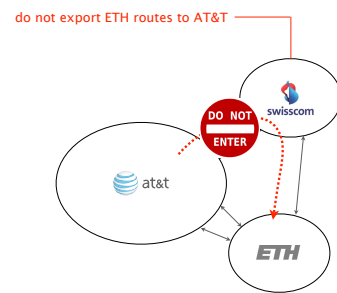 do not export ETH routes to AT&T
swisscom
DO NOT
ENTER
at&t
ETH